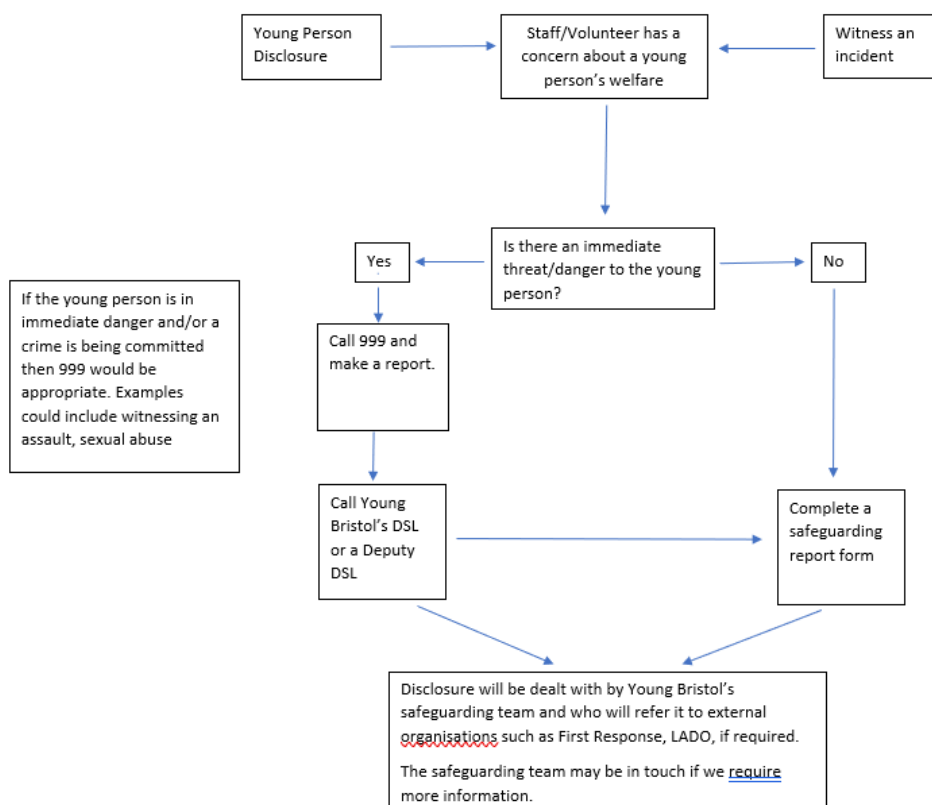 Young Person
Disclosure
Staff/Volunteer has a
concern about a young
person's welfare
Witness an
incident
Is there an immediate
threat/danger to the young
person?
Yes
No
If the young person is in
immediate danger and/or a
crime is being committed
then 999 would be
appropriate. Examples
could include witnessing an
assault, sexual abuse
Call 999 and
make a report.
Call Young
Bristol's DSL
or a Deputy
DSL
Complete a
safeguarding
report form
Disclosure will be dealt with by Young Bristol's
safeguarding team and who will refer it to external
organisations such as First Response, LADO, if required.
The safeguarding team may be in touch if we require
more information.